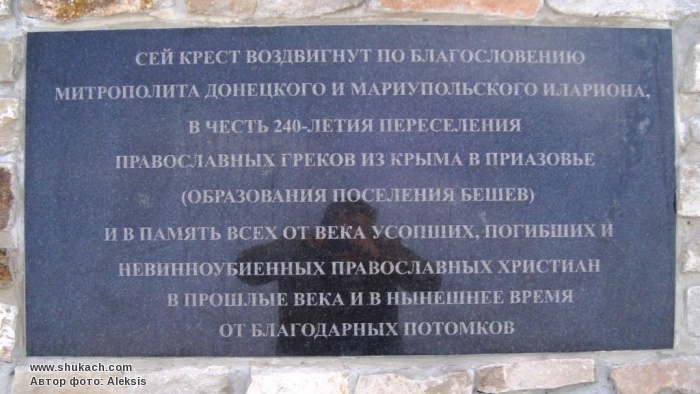 СЕЙ КРЕСТ ВОЗДВИГНУТ ПО БЛАГОСЛОВЕНИЮ
МИТРОПОЛИТА ДОНЕЦКОГО И МАРИУПОЛЬСКОГО ИЛАРИОНА,
В ЧЕСТЬ 240-ЛЕТИЯ ПЕРЕСЕЛЕНИЯ
ПРАВОСЛАВНЫХ ГРЕКОВ ИЗ КРЫМА В ПРИАЗОВЬЕ
(ОБРАЗОВАНИЯ ПОСЕЛЕНИЯ БЕШЕВ)
И В ПАМЯТЬ ВСЕХ ОТ ВЕКА УСОПШИХ, ПОГИБШИХ И
НЕВИННОУБИЕННЫХ ПРАВОСЛАВНЫХ ХРИСТИАН
В ПРОШЛЫЕ ВЕКА И В НЫНЕШНЕЕ ВРЕМЯ
ОТ БЛАГОДАРНЫХ ПОТОМКОВ
www.shukach.com
Автор фото: Aleksis